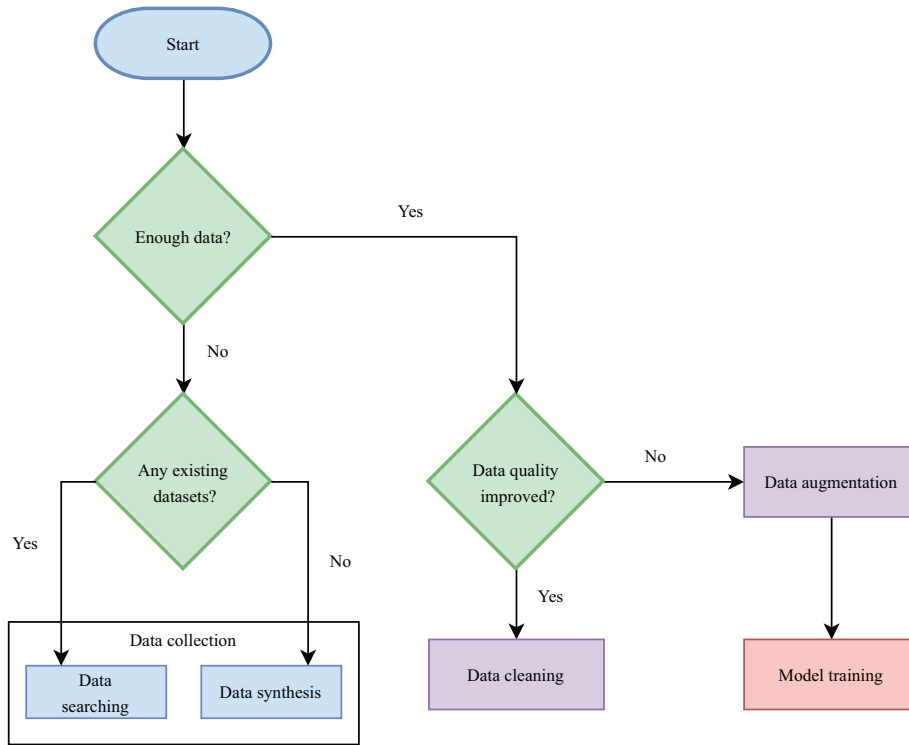 Start
Enough data?
Yes
No
Any existing
datasets?
Data quality
improved?
No
Data augmentation
Yes
No
Yes
Data collection
Data
searching
Data synthesis
Data cleaning
Model training